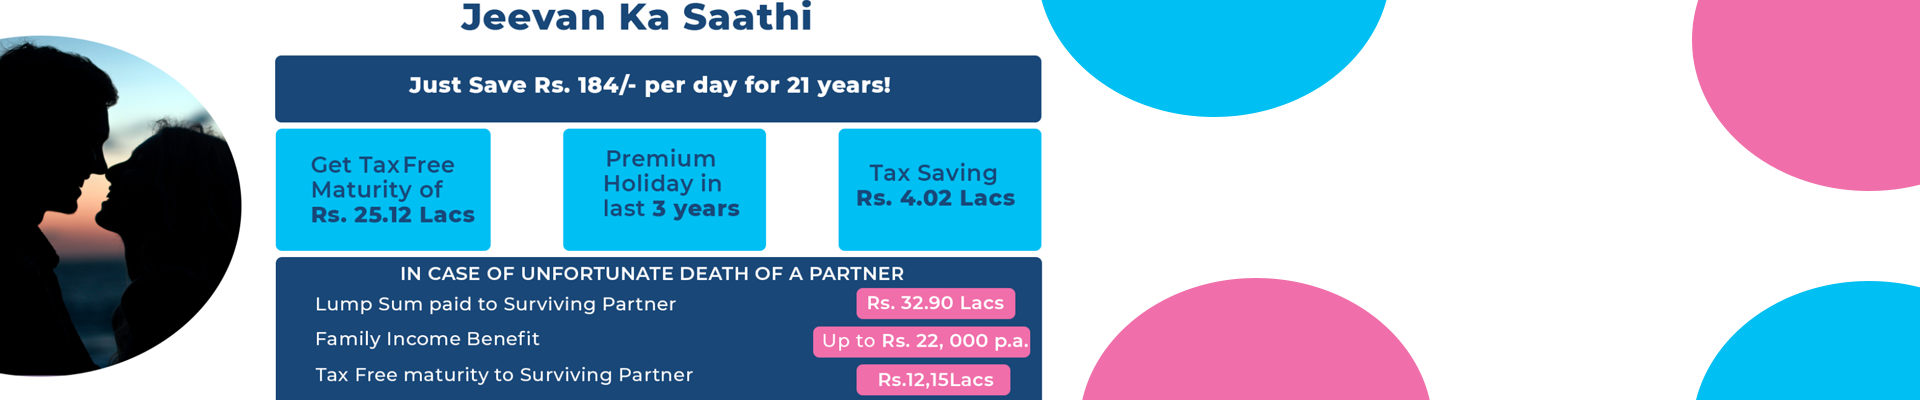 Jeevan Ka Saathi
Just Save Rs. 184/- per day for 21 years!
Get Tax Free
Maturity of
Rs. 25.12 Lacs
Premium
Holiday in
last 3 years
Tax Saving
Rs. 4.02 Lacs
IN CASE OF UNFORTUNATE DEATH OF A PARTNER
Lump Sum paid to Surviving Partner Rs. 32.90 Lacs
Family Income Benefit Up to Rs. 22, 000 p.a.
Tax Free maturity to Surviving Partner Rs.12,15Lacs